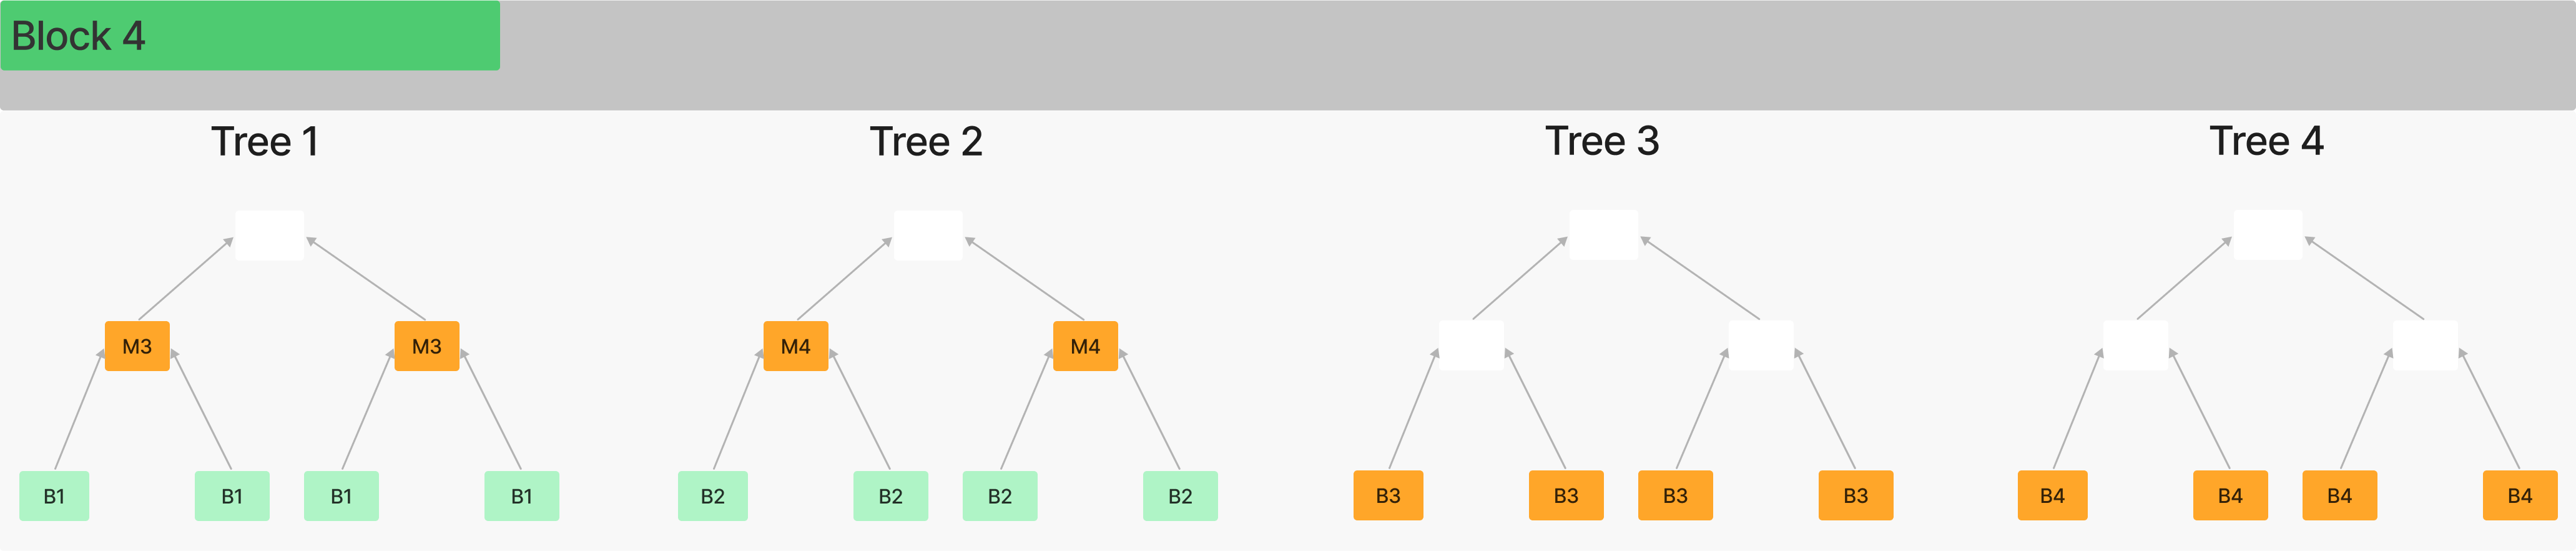 Block 4
Tree 1 Tree 2 Tree 3 Tree 4
M3 M3 M4 M4
B1 B1 B1 B1 B2 B2 B2 B2 B3 B3 B3 B3 B4 B4 B4 B4